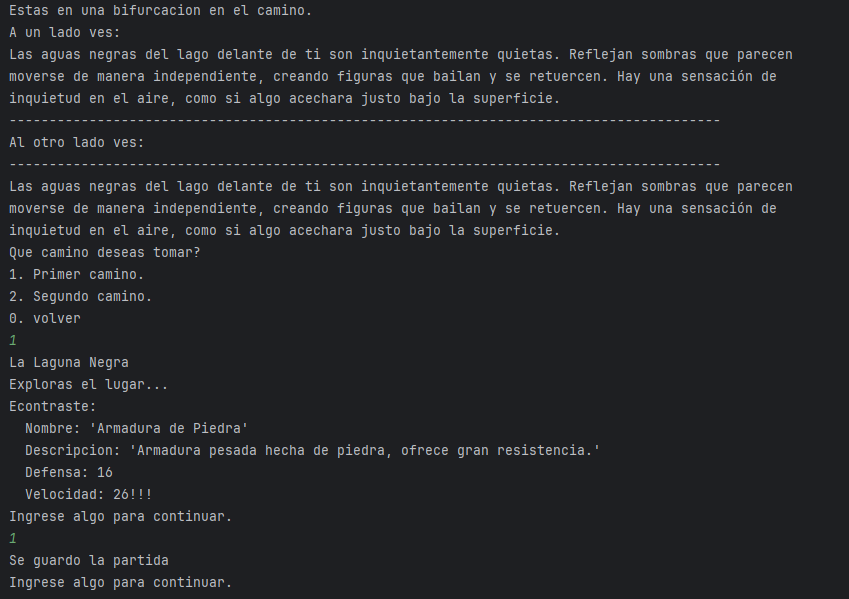 Estas en una bifurcacion en el camino.
A un lado ves:
Las aguas negras del lago delante de ti son inquietantemente quietas. Reflejan sombras que parecen
moverse de manera independiente, creando figuras que bailan y se retuercen. Hay una sensación de
inquietud en el aire, como si algo acechara justo bajo la superficie.
-----------------------------------------------------------------------------------------
Al otro lado ves:
-----------------------------------------------------------------------------------------
Las aguas negras del lago delante de ti son inquietantemente quietas. Reflejan sombras que parecen
moverse de manera independiente, creando figuras que bailan y se retuercen. Hay una sensación de
inquietud en el aire, como si algo acechara justo bajo la superficie.
Que camino deseas tomar?
1. Primer camino.
2. Segundo camino.
0. volver
1
La Laguna Negra
Exploras el lugar...
Econtraste:
  Nombre: 'Armadura de Piedra'
  Descripcion: 'Armadura pesada hecha de piedra, ofrece gran resistencia.'
  Defensa: 16
  Velocidad: 26!!!
Ingrese algo para continuar.
1
Se guardo la partida
Ingrese algo para continuar.